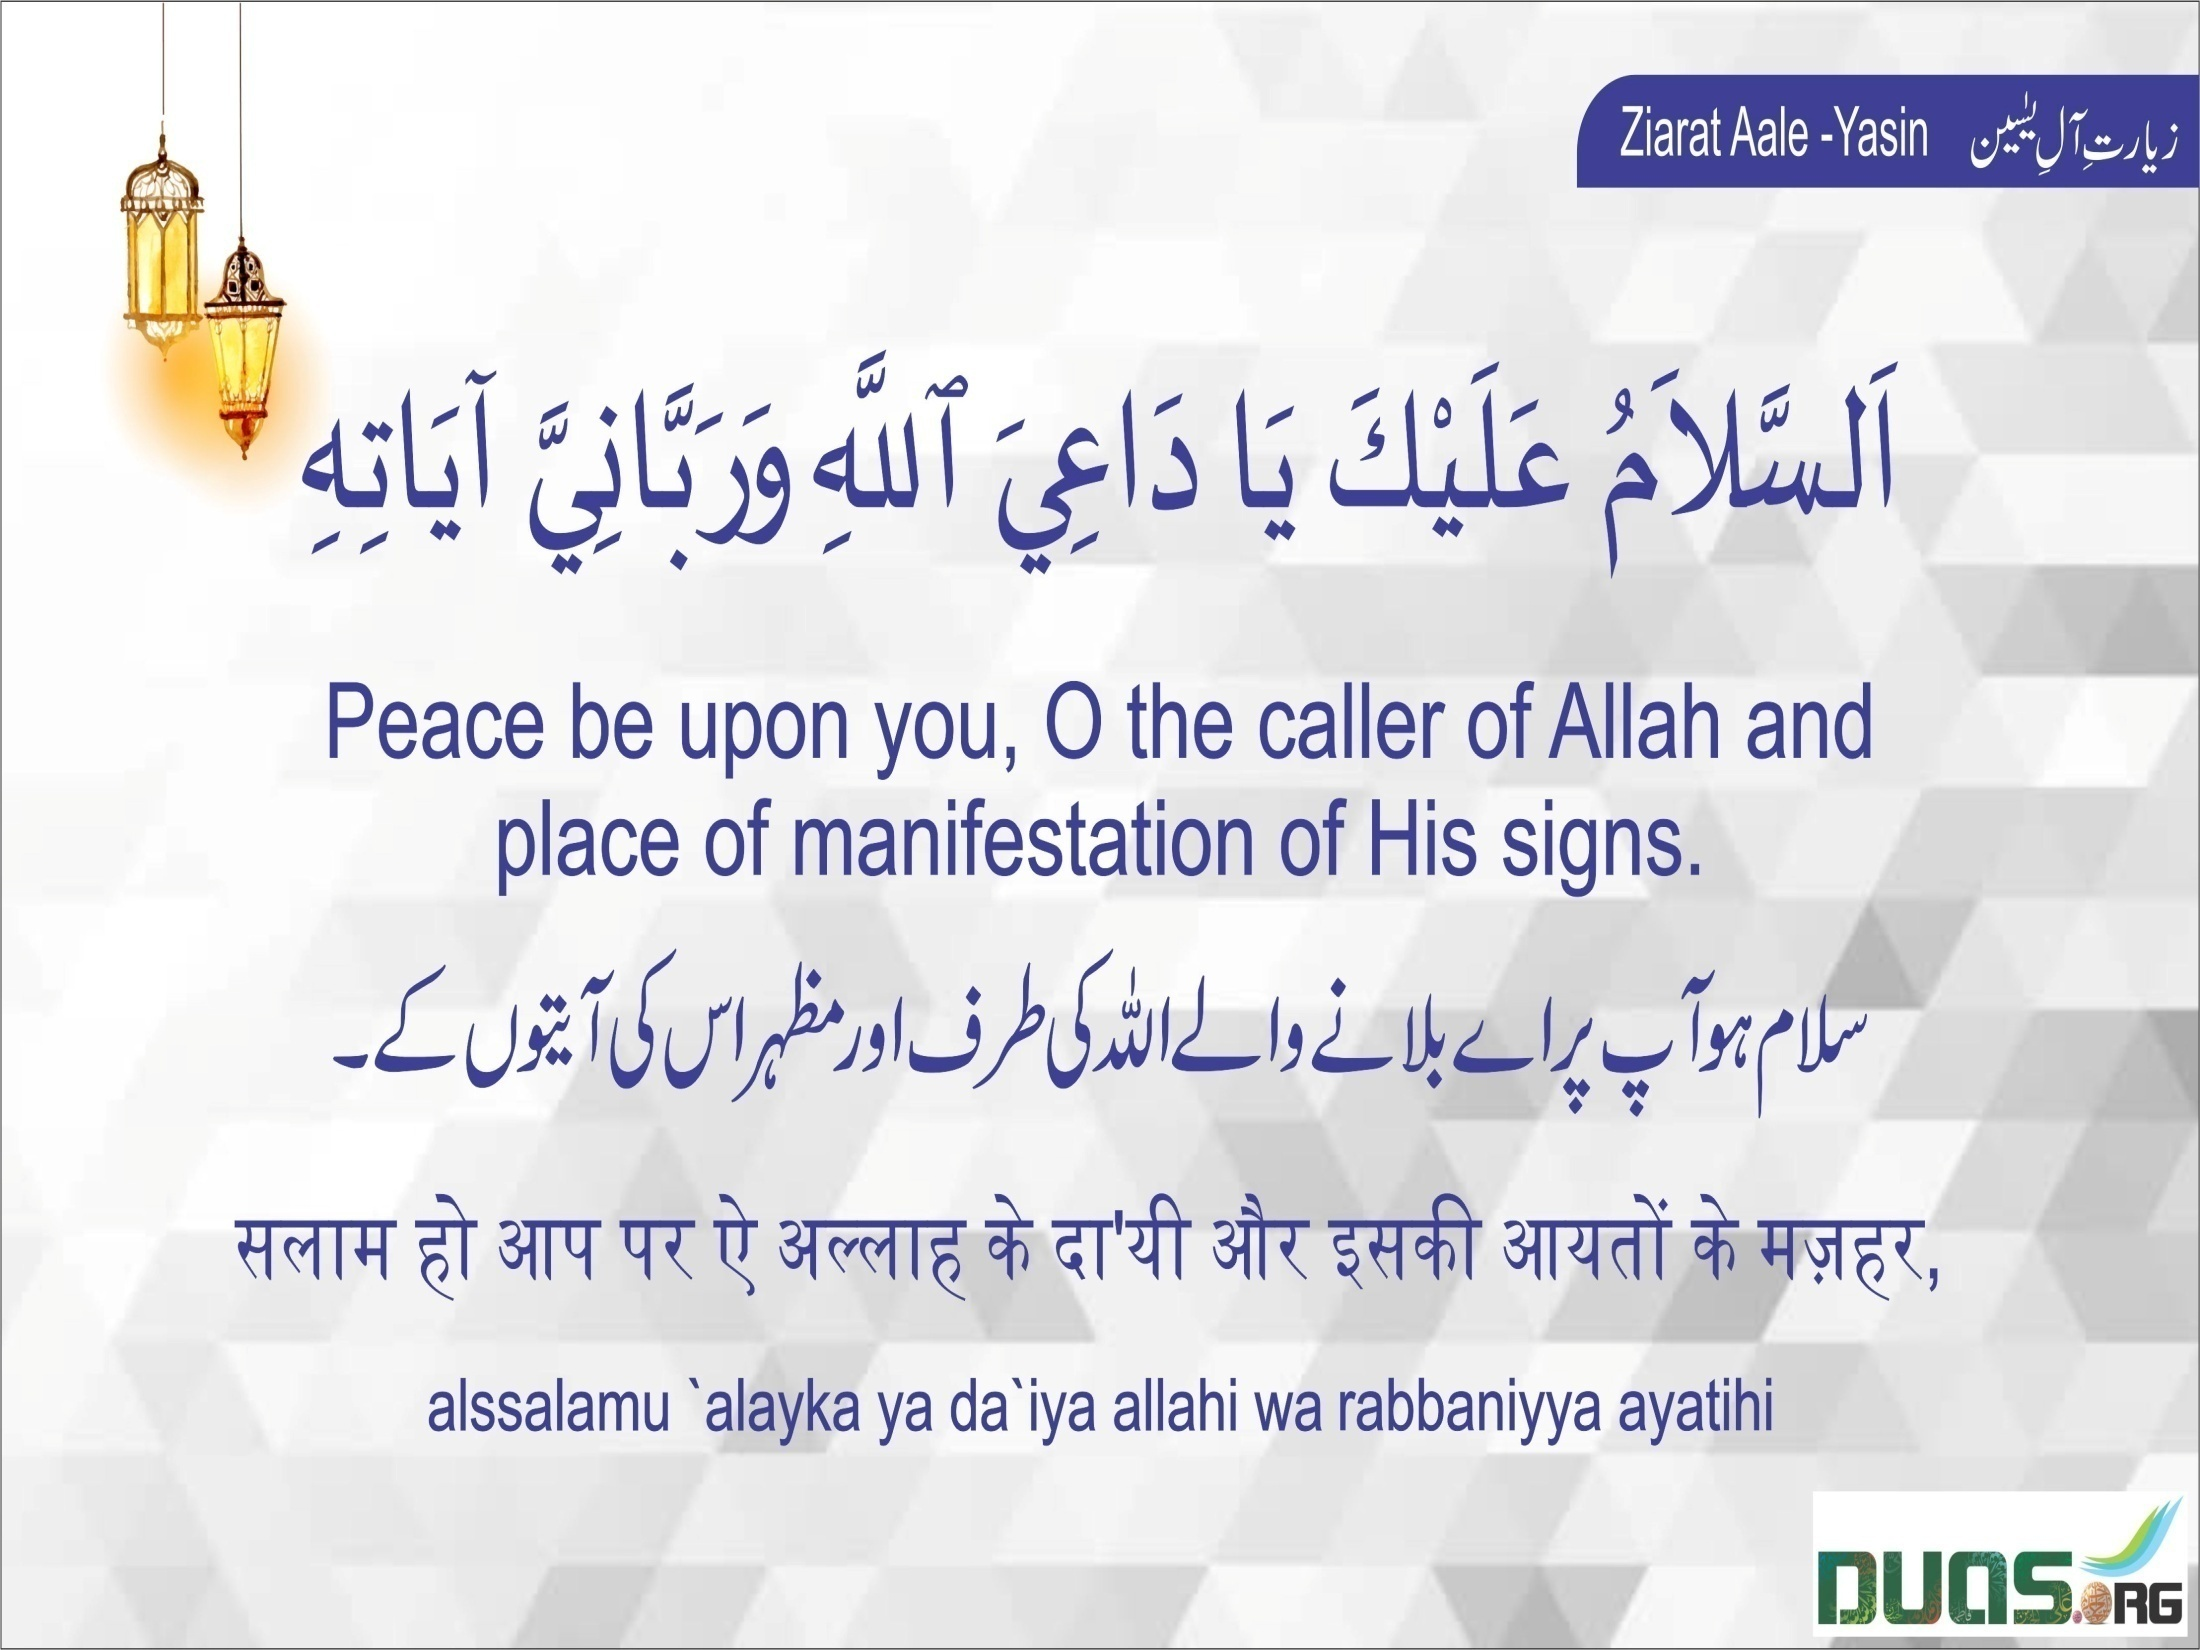 Ziarat Aale -Yasin زیارتِ آلِ یٰسین
اَلسَّلاَمُ عَلَيْكَ يَا دَاعِيَ ٱللَّهِ وَرَبَّانِيَّ آيَاتِهِ
Peace be upon you, O the caller of Allah and
place of manifestation of His signs.
سلام ہو آپ پر اے بلانے والے اللہ کی طرف اور مظہر اس کی آیتوں کے۔
सलाम हो आप पर ऐ अल्लाह के दा'यी और इसकी आयतों के मज़हर,
alssalamu `alayka ya da`iya allahi wa rabbaniyya ayatihi
DUAS.ORG